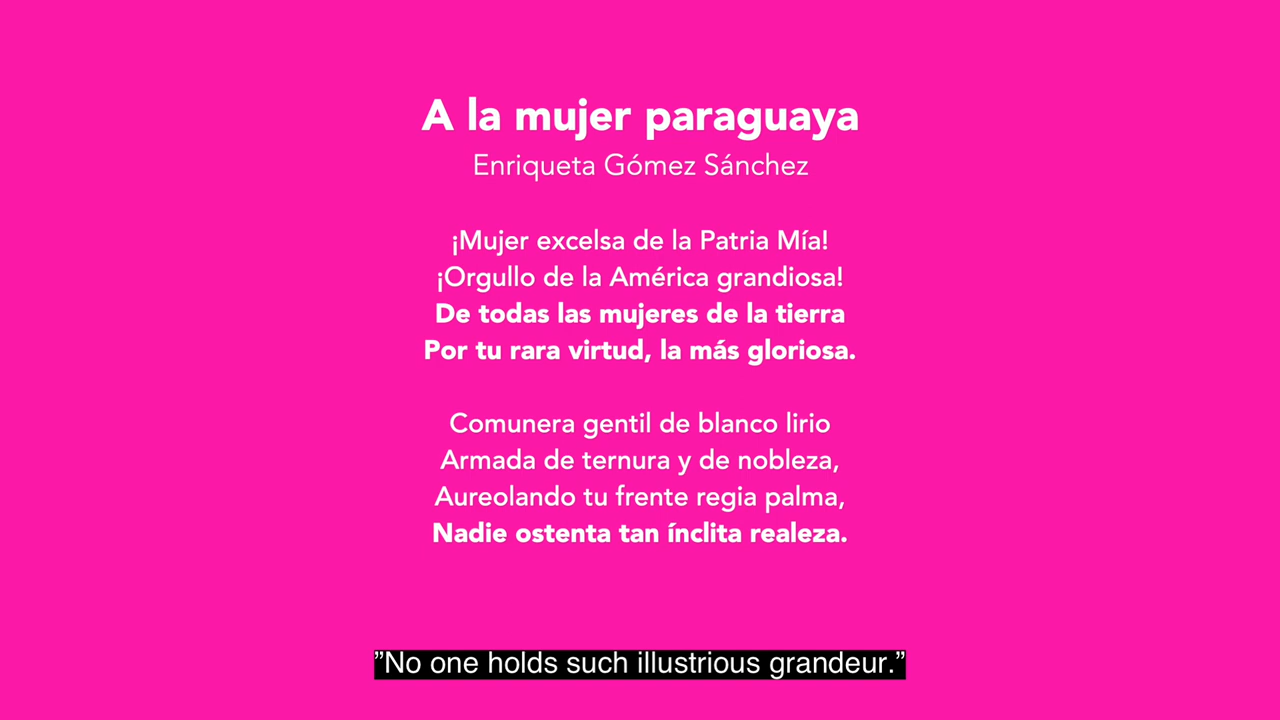 A la mujer paraguaya
Enriqueta Gómez Sánchez
¡Mujer excelsa de la Patria Mía!
¡Orgullo de la América grandiosa!
De todas las mujeres de la tierra
Por tu rara virtud, la más gloriosa.
Comunera gentil de blanco lirio
Armada de ternura y de nobleza,
Aureolando tu frente regia palma,
Nadie ostenta tan ínclita realeza.
”No one holds such illustrious grandeur.”